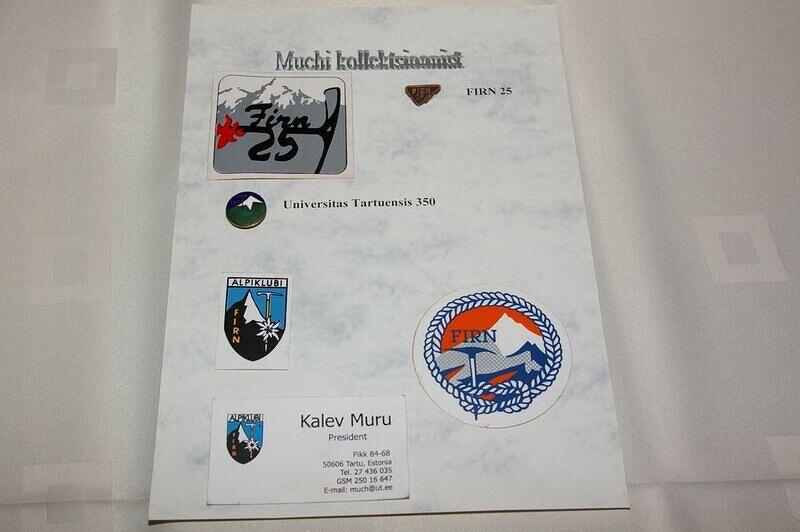 Muchi kollektsioonist
Firn
25
FIRN
FIRN 25
Universitas Tartuensis 350
ALPIKLUBI
FIRN
FIRN
ALPIKLUBI
FIRN
Kalev Muru
President
Pikk 84-68
50606 Tartu, Estonia
Tel. 27 436 035
GSM 250 16 647
E-mail: much@ut.ee